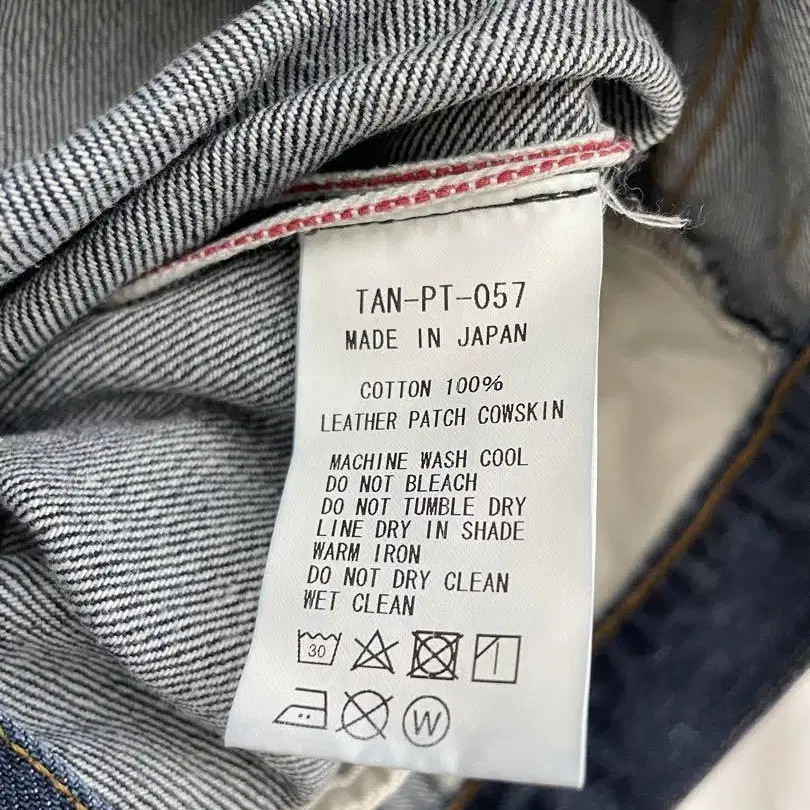 TAN-PT-057
MADE IN JAPAN
COTTON 100%
LEATHER PATCH COWSKIN
MACHINE WASH COOL
DO NOT BLEACH
DO NOT TUMBLE DRY
LINE DRY IN SHADE
WARM IRON
DO NOT DRY CLEAN
WET CLEAN
30
W